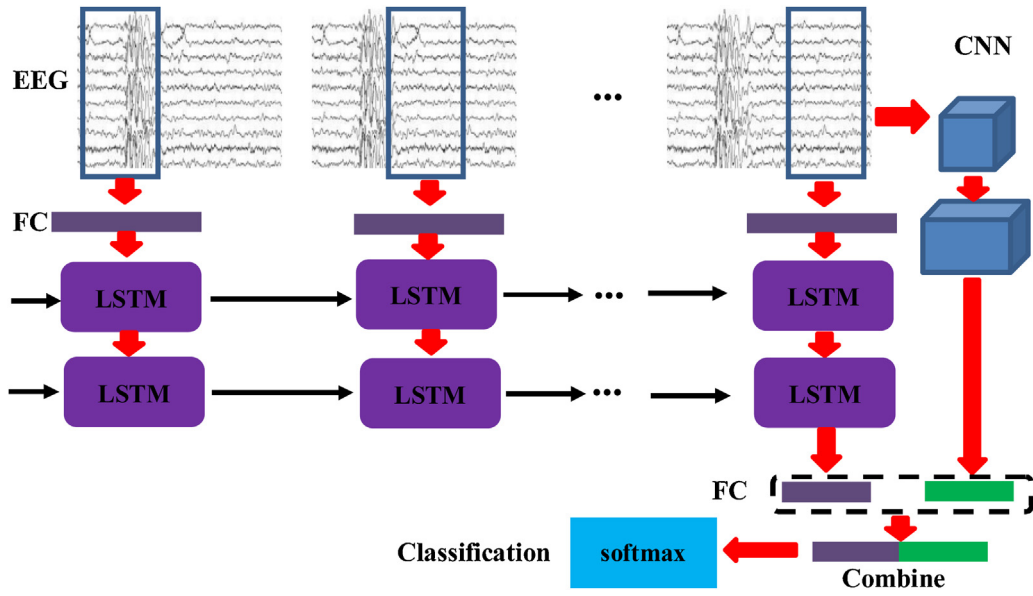 CNN
EEG
...
FC
LSTM
LSTM
...
LSTM
LSTM
LSTM
...
LSTM
FC
Classification
softmax
Combine